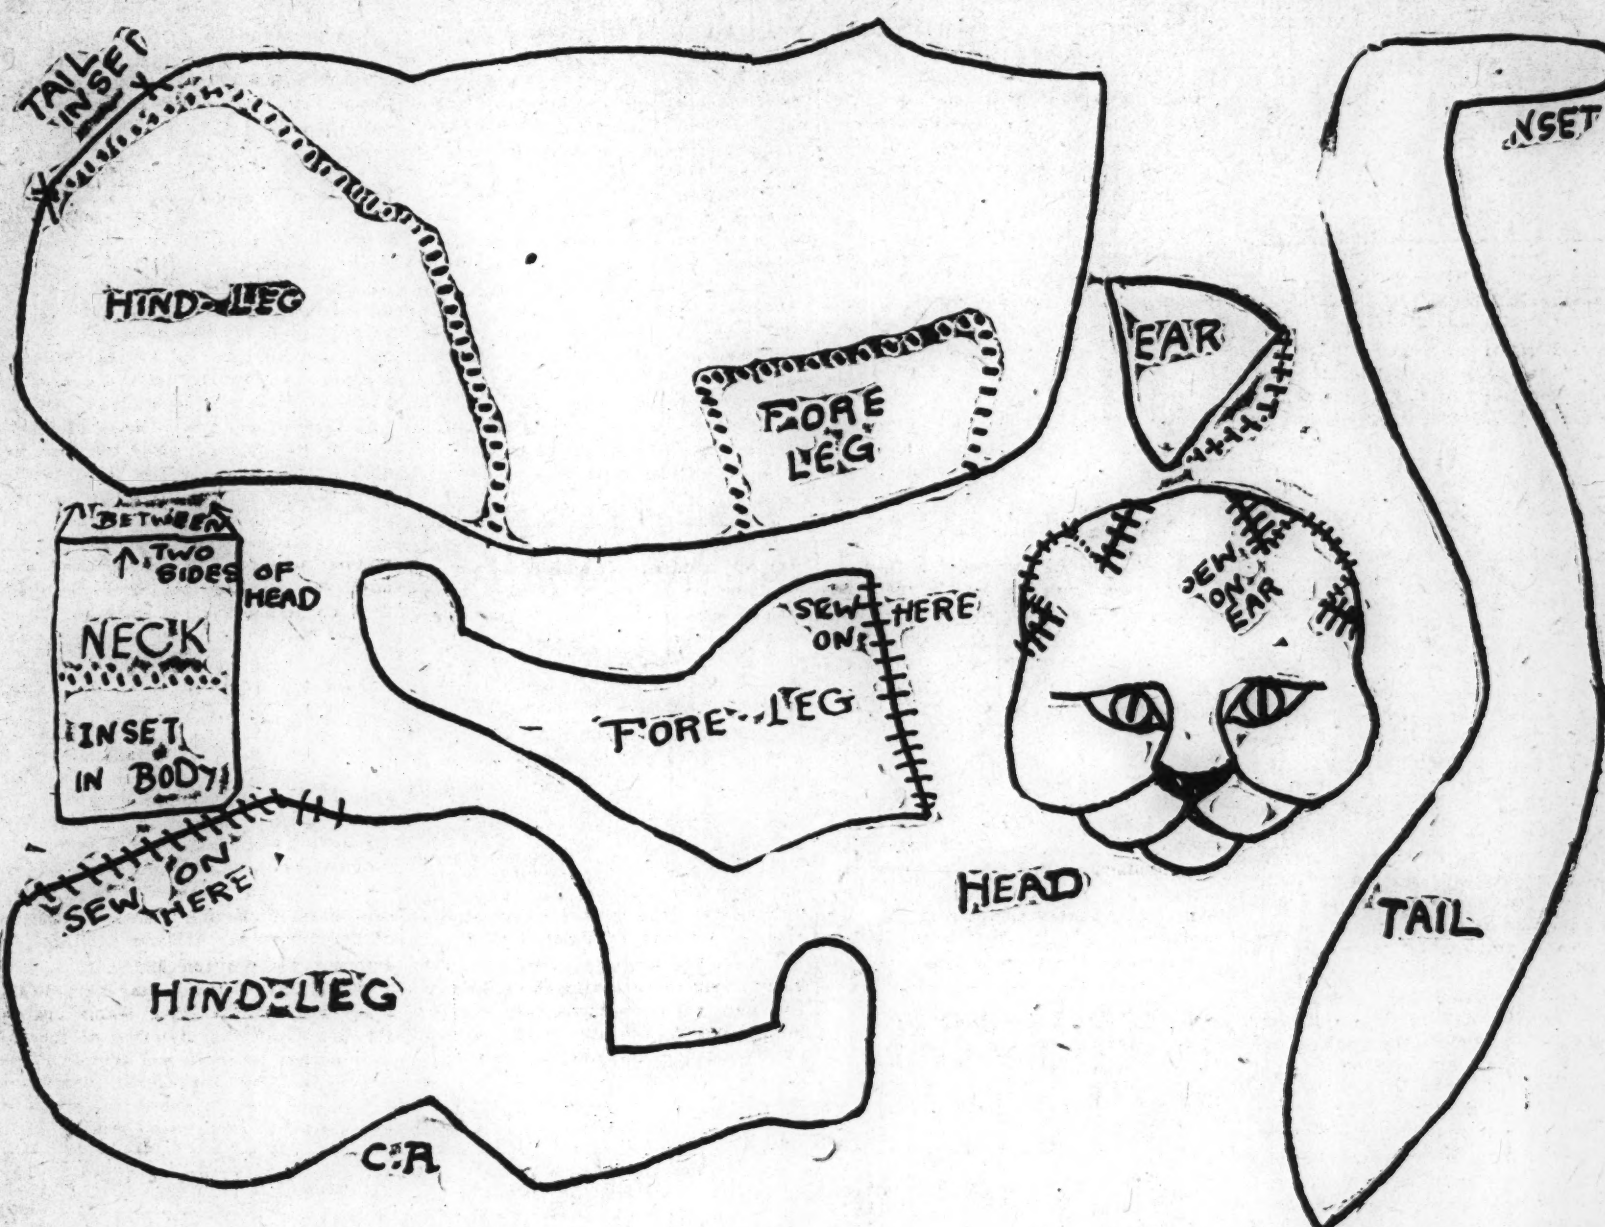 TAIL
INSET
NSET
HIND-LEG
EAR
FORE
LEG
BETWEEN
TWO
SIDES OF
HEAD
NECK
INSET
IN BODY
SEW HERE
ON
FORE-LEG
SEW
ON
EAR
SEW ON
HERE
HEAD
TAIL
HIND-LEG
C.R